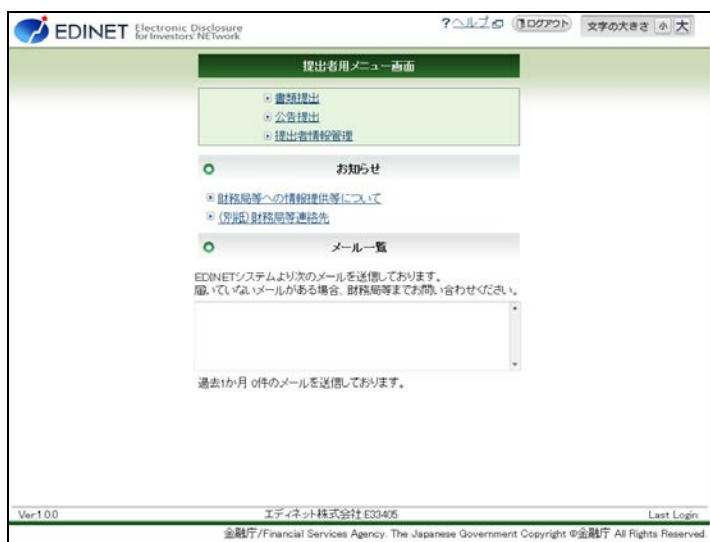 EDINET Electronic Disclosure
for Investors' NETwork
?ヘルプ ログアウト 文字の大きさ 小 大
提出者用メニュー画面
書類提出
公告提出
提出者情報管理
お知らせ
財務局等への情報提供等について
(別紙)財務局等連絡先
メール一覧
EDINETシステムより次のメールを送信しております。
届いていないメールがある場合、財務局等までお問い合わせください。
過去1か月 0件のメールを送信しております。
Ver.1.0.0 エディネット株式会社 E33405 Last Login:
金融庁/Financial Services Agency. The Japanese Government Copyright ©金融庁 All Rights Reserved.